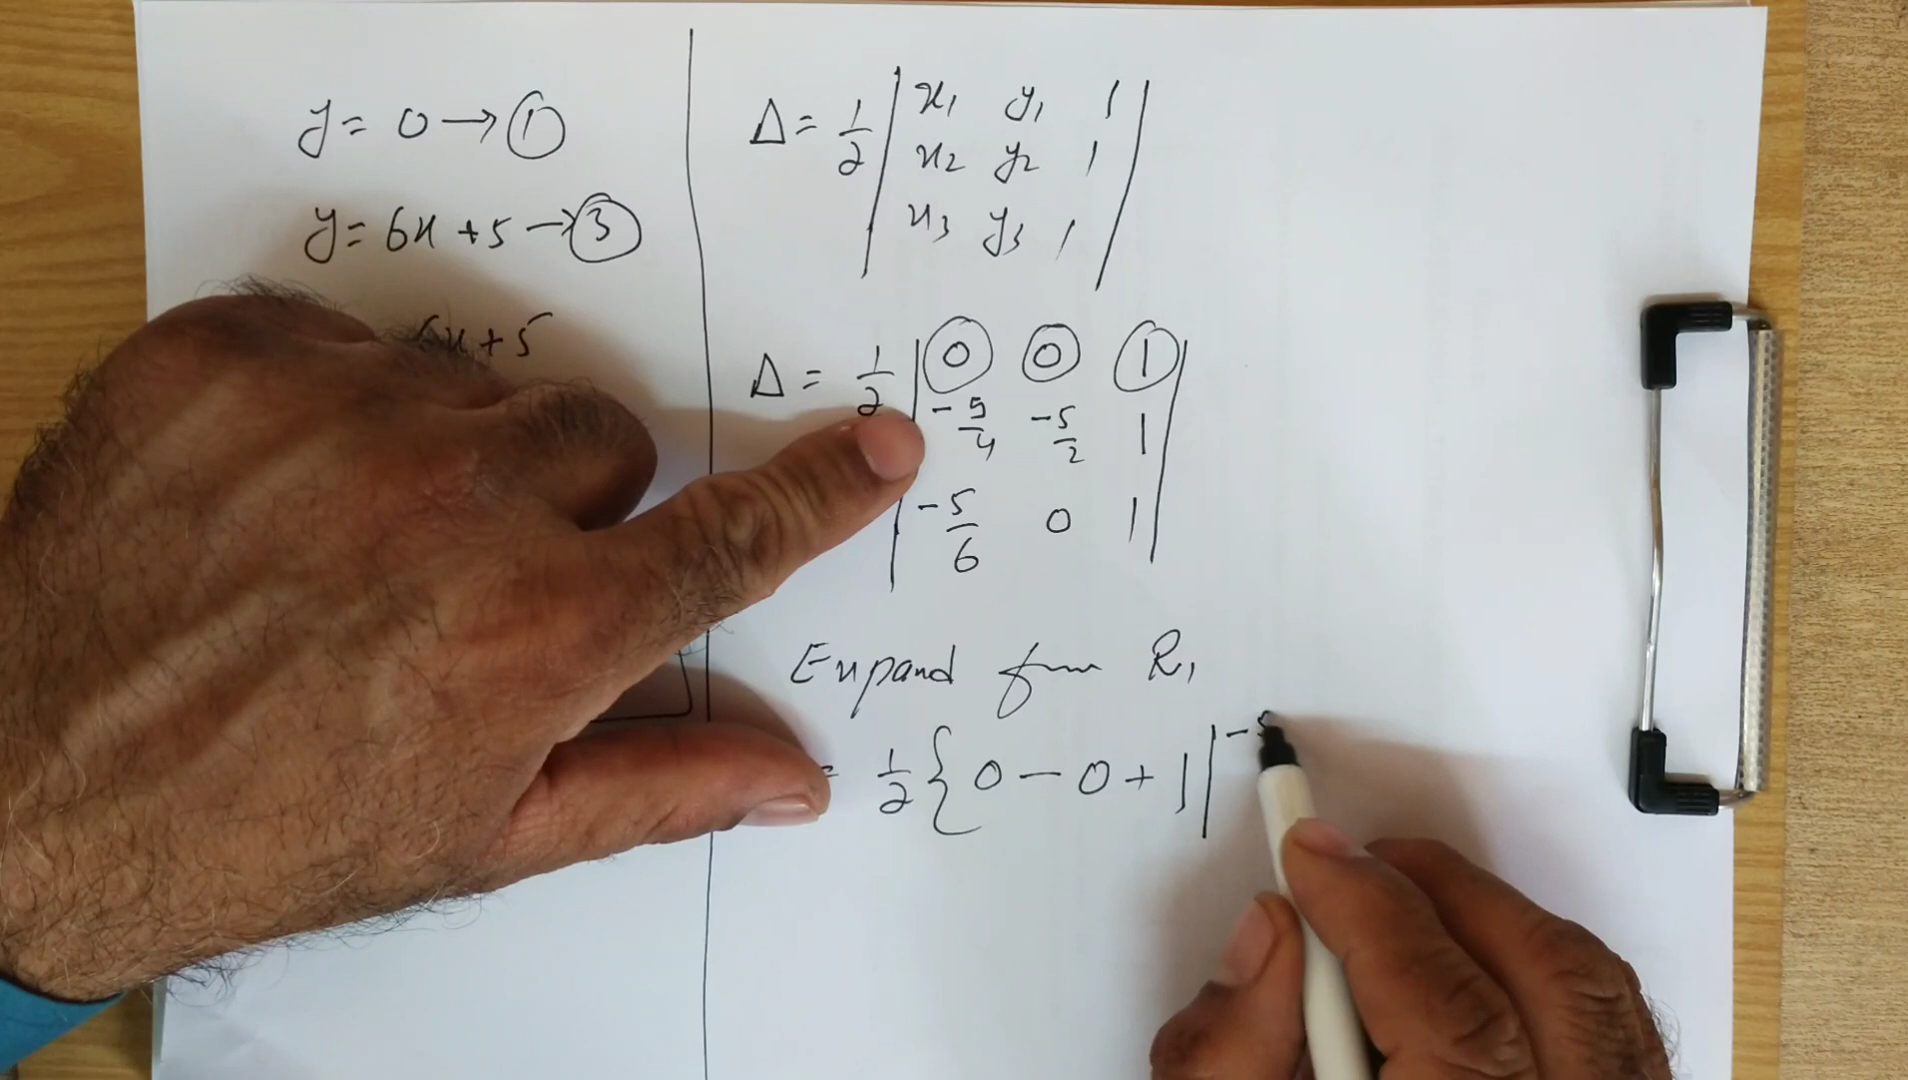 y = 0 → ①
y = 6x + 5 → ③
6x + 5
Δ = 1/2 | x₁ y₁ 1 |
| x₂ y₂ 1 |
| x₃ y₃ 1 |
Δ = 1/2 | 0 0 1 |
| -5/4 -5/2 1 |
| -5/6 0 1 |
Expand from R₁
= 1/2 { 0 - 0 + 1 | -5